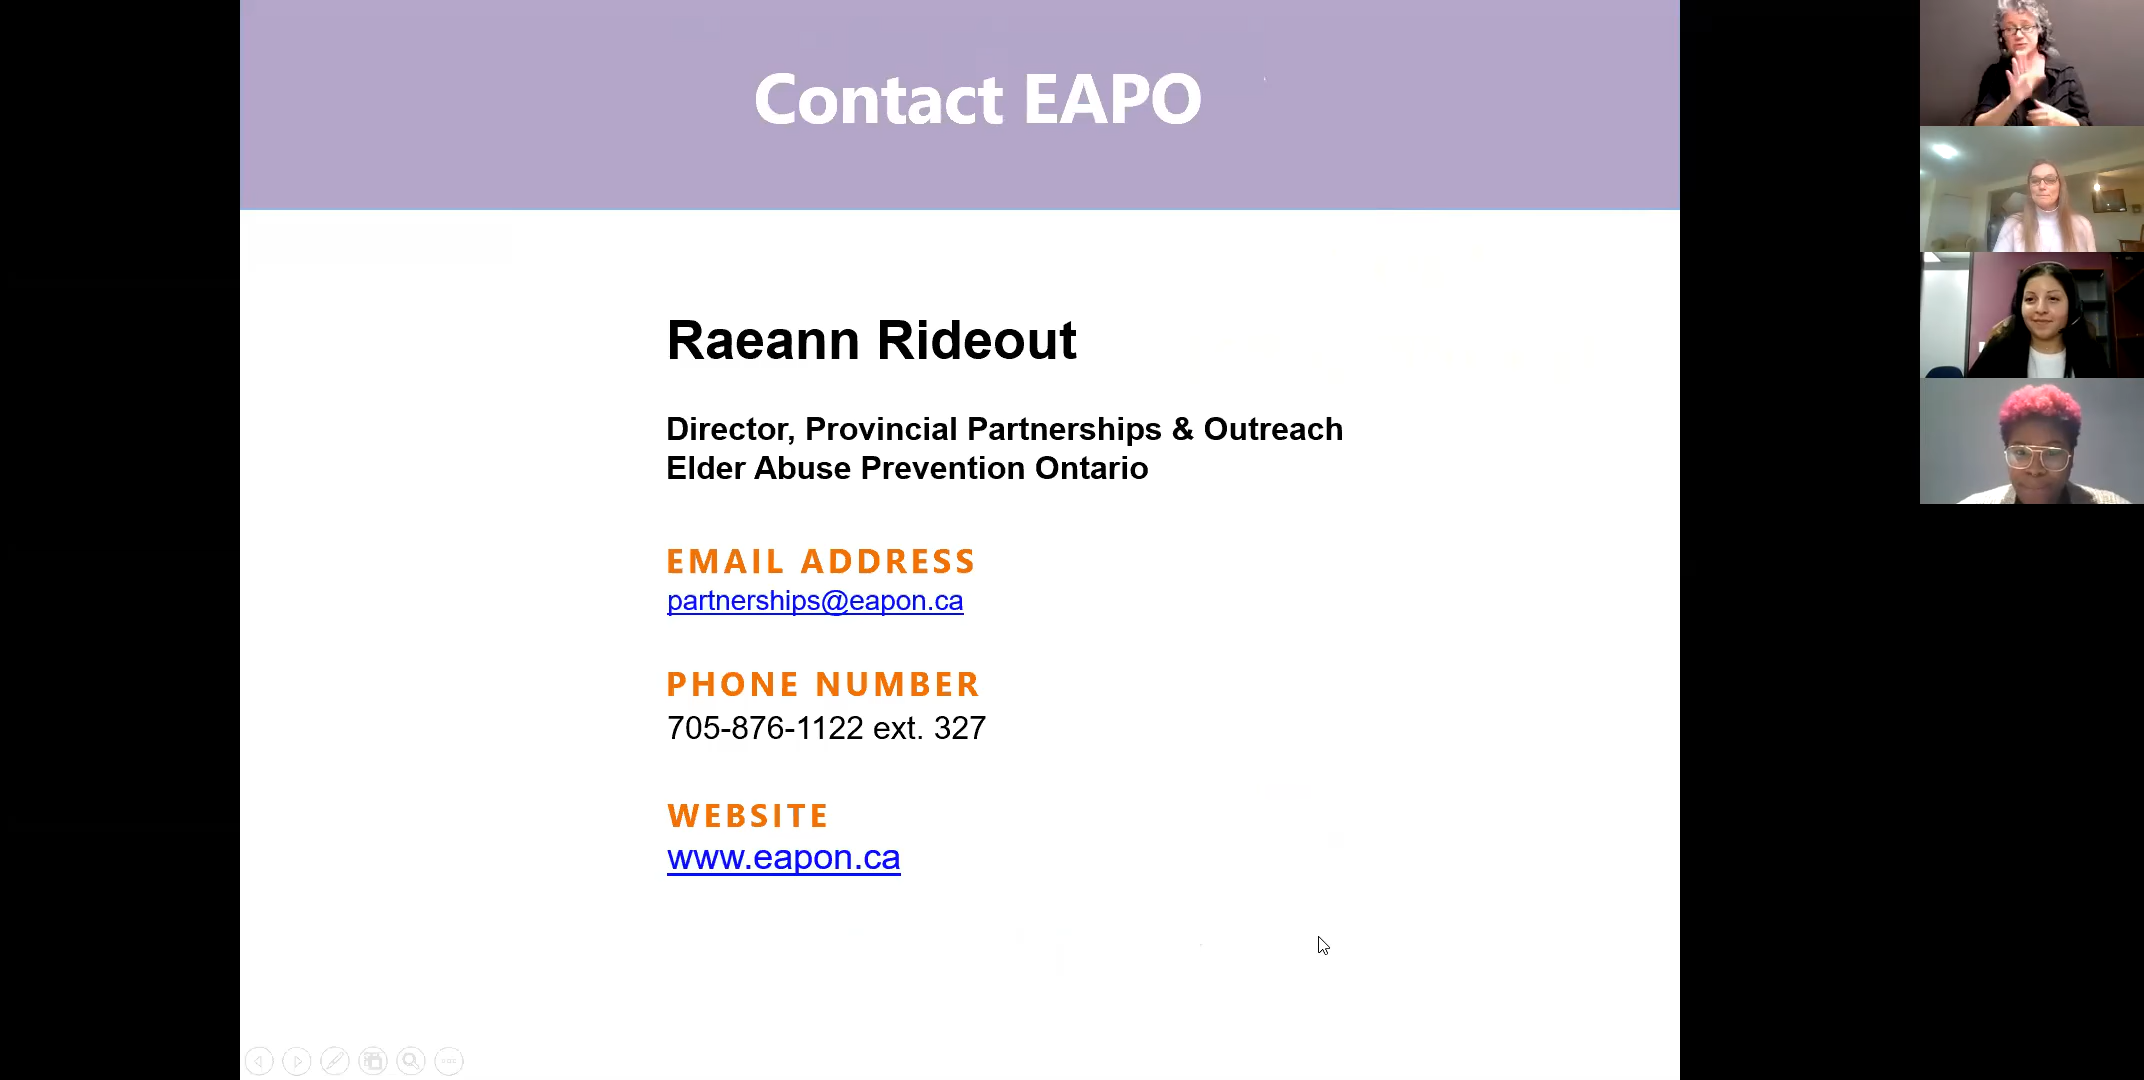 Contact EAPO
Raeann Rideout
Director, Provincial Partnerships & Outreach
Elder Abuse Prevention Ontario
EMAIL ADDRESS
partnerships@eapon.ca
PHONE NUMBER
705-876-1122 ext. 327
WEBSITE
www.eapon.ca